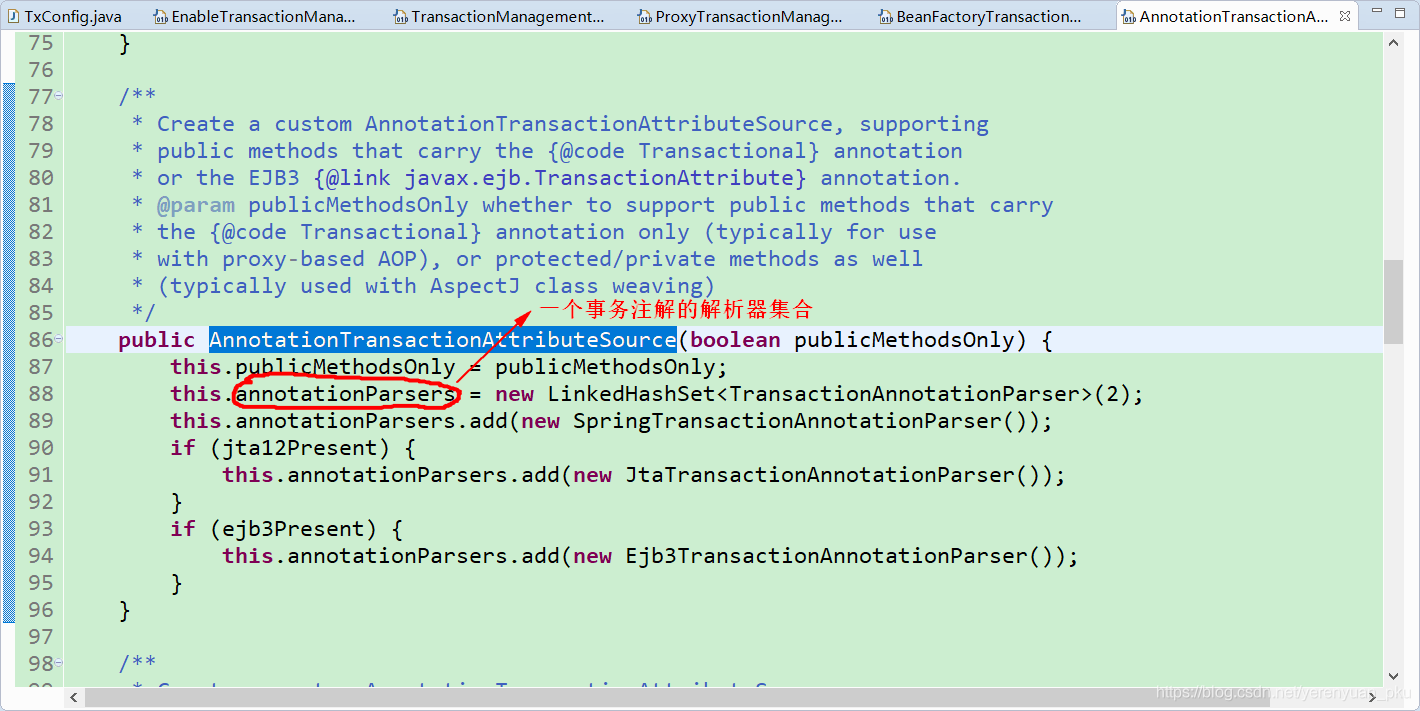 TxConfig.java EnableTransactionMana... TransactionManagement... ProxyTransactionManag... BeanFactoryTransaction... AnnotationTransactionA...
75 }
76
77 /**
78 * Create a custom AnnotationTransactionAttributeSource, supporting
79 * public methods that carry the {@code Transactional} annotation
80 * or the EJB3 {@link javax.ejb.TransactionAttribute} annotation.
81 * @param publicMethodsOnly whether to support public methods that carry
82 * the {@code Transactional} annotation only (typically for use
83 * with proxy-based AOP), or protected/private methods as well
84 * (typically used with AspectJ class weaving)
85 */
一个事务注解的解析器集合
86 public AnnotationTransactionAttributeSource(boolean publicMethodsOnly) {
87 this.publicMethodsOnly = publicMethodsOnly;
88 this.annotationParsers = new LinkedHashSet<TransactionAnnotationParser>(2);
89 this.annotationParsers.add(new SpringTransactionAnnotationParser());
90 if (jta12Present) {
91 this.annotationParsers.add(new JtaTransactionAnnotationParser());
92 }
93 if (ejb3Present) {
94 this.annotationParsers.add(new Ejb3TransactionAnnotationParser());
95 }
96 }
97
98 /**
https://blog.csdn.net/yerenyuan_pku